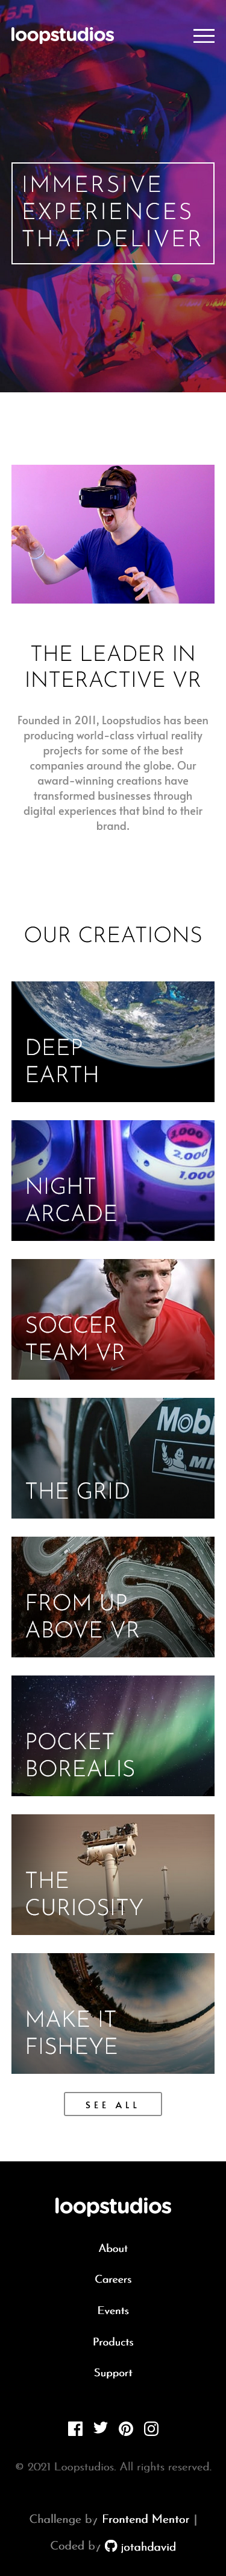 loopstudios
IMMERSIVE
EXPERIENCES
THAT DELIVER
THE LEADER IN
INTERACTIVE VR
Founded in 2011, Loopstudios has been
producing world-class virtual reality
projects for some of the best
companies around the globe. Our
award-winning creations have
transformed businesses through
digital experiences that bind to their
brand.
OUR CREATIONS
DEEP
EARTH
2,000
1,000
NIGHT
ARCADE
SOCCER
TEAM VR
Mobi
MI
THE GRID
FROM UP
ABOVE VR
POCKET
BOREALIS
THE
CURIOSITY
MAKE IT
FISHEYE
SEE ALL
loopstudios
About
Careers
Events
Products
Support
© 2021 Loopstudios. All rights reserved.
Challenge by Frontend Mentor |
Coded by jotahdavid